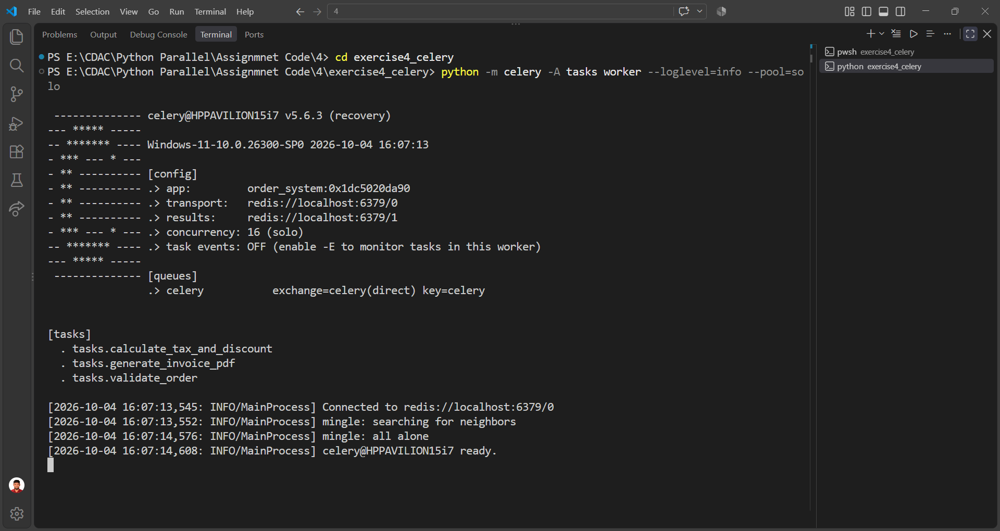 File Edit Selection View Go Run Terminal Help
4
Problems Output Debug Console Terminal Ports
PS E:\CDAC\Python Parallel\Assignmnet Code\4> cd exercise4_celery
PS E:\CDAC\Python Parallel\Assignmnet Code\4\exercise4_celery> python -m celery -A tasks worker --loglevel=info --pool=so
lo
 -------------- celery@HPPAVILION15i7 v5.6.3 (recovery)
--- ***** -----
-- ******* ---- Windows-11-10.0.26300-SP0 2026-10-04 16:07:13
- *** --- * ---
- ** ---------- [config]
- ** ---------- .> app:         order_system:0x1dc5020da90
- ** ---------- .> transport:   redis://localhost:6379/0
- ** ---------- .> results:     redis://localhost:6379/1
- *** --- * --- .> concurrency: 16 (solo)
-- ******* ---- .> task events: OFF (enable -E to monitor tasks in this worker)
--- ***** -----
 -------------- [queues]
                .> celery           exchange=celery(direct) key=celery
[tasks]
  . tasks.calculate_tax_and_discount
  . tasks.generate_invoice_pdf
  . tasks.validate_order
[2026-10-04 16:07:13,545: INFO/MainProcess] Connected to redis://localhost:6379/0
[2026-10-04 16:07:13,552: INFO/MainProcess] mingle: searching for neighbors
[2026-10-04 16:07:14,576: INFO/MainProcess] mingle: all alone
[2026-10-04 16:07:14,608: INFO/MainProcess] celery@HPPAVILION15i7 ready.
pwsh exercise4_celery
python exercise4_celery